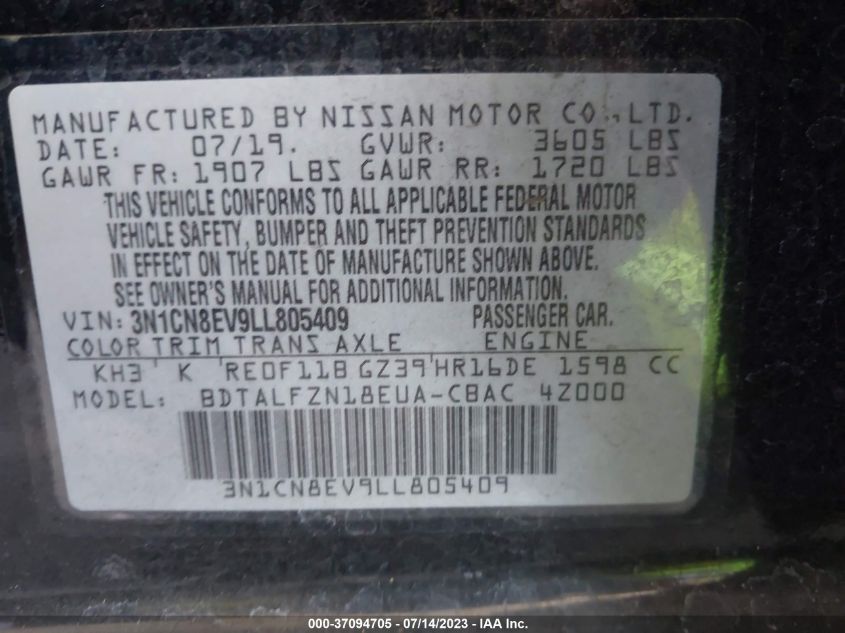 MANUFACTURED BY NISSAN MOTOR CO., LTD.
DATE: 07/19. GVWR: 3605 LBS
GAWR FR: 1907 LBS GAWR RR: 1720 LBS
THIS VEHICLE CONFORMS TO ALL APPLICABLE FEDERAL MOTOR
VEHICLE SAFETY, BUMPER AND THEFT PREVENTION STANDARDS
IN EFFECT ON THE DATE OF MANUFACTURE SHOWN ABOVE.
SEE OWNER'S MANUAL FOR ADDITIONAL INFORMATION.
VIN: 3N1CN8EV9LL805409 PASSENGER CAR.
COLOR TRIM TRANS AXLE ENGINE
KH3 K RE0F11B GZ39 HR16DE 1598 CC
MODEL: BDTALFZN18EUA-CBAC 4Z000
3N1CN8EV9LL805409
000-37094705 - 07/14/2023 - IAA Inc.